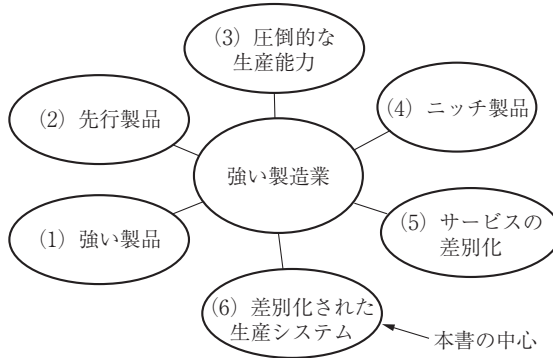 (3) 圧倒的な
生産能力
(2) 先行製品
(4) ニッチ製品
強い製造業
(1) 強い製品
(5) サービスの
差別化
(6) 差別化された
生産システム
本書の中心